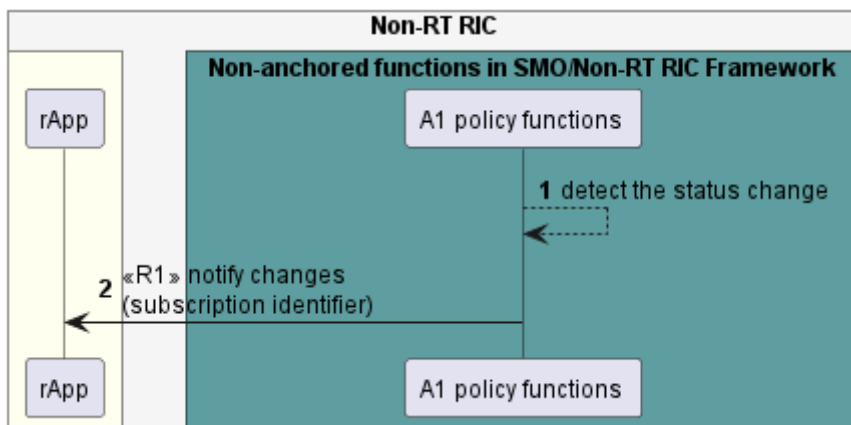 Non-RT RIC
Non-anchored functions in SMO/Non-RT RIC Framework
rApp
A1 policy functions
1 detect the status change
2 «R1» notify changes
(subscription identifier)
rApp
A1 policy functions